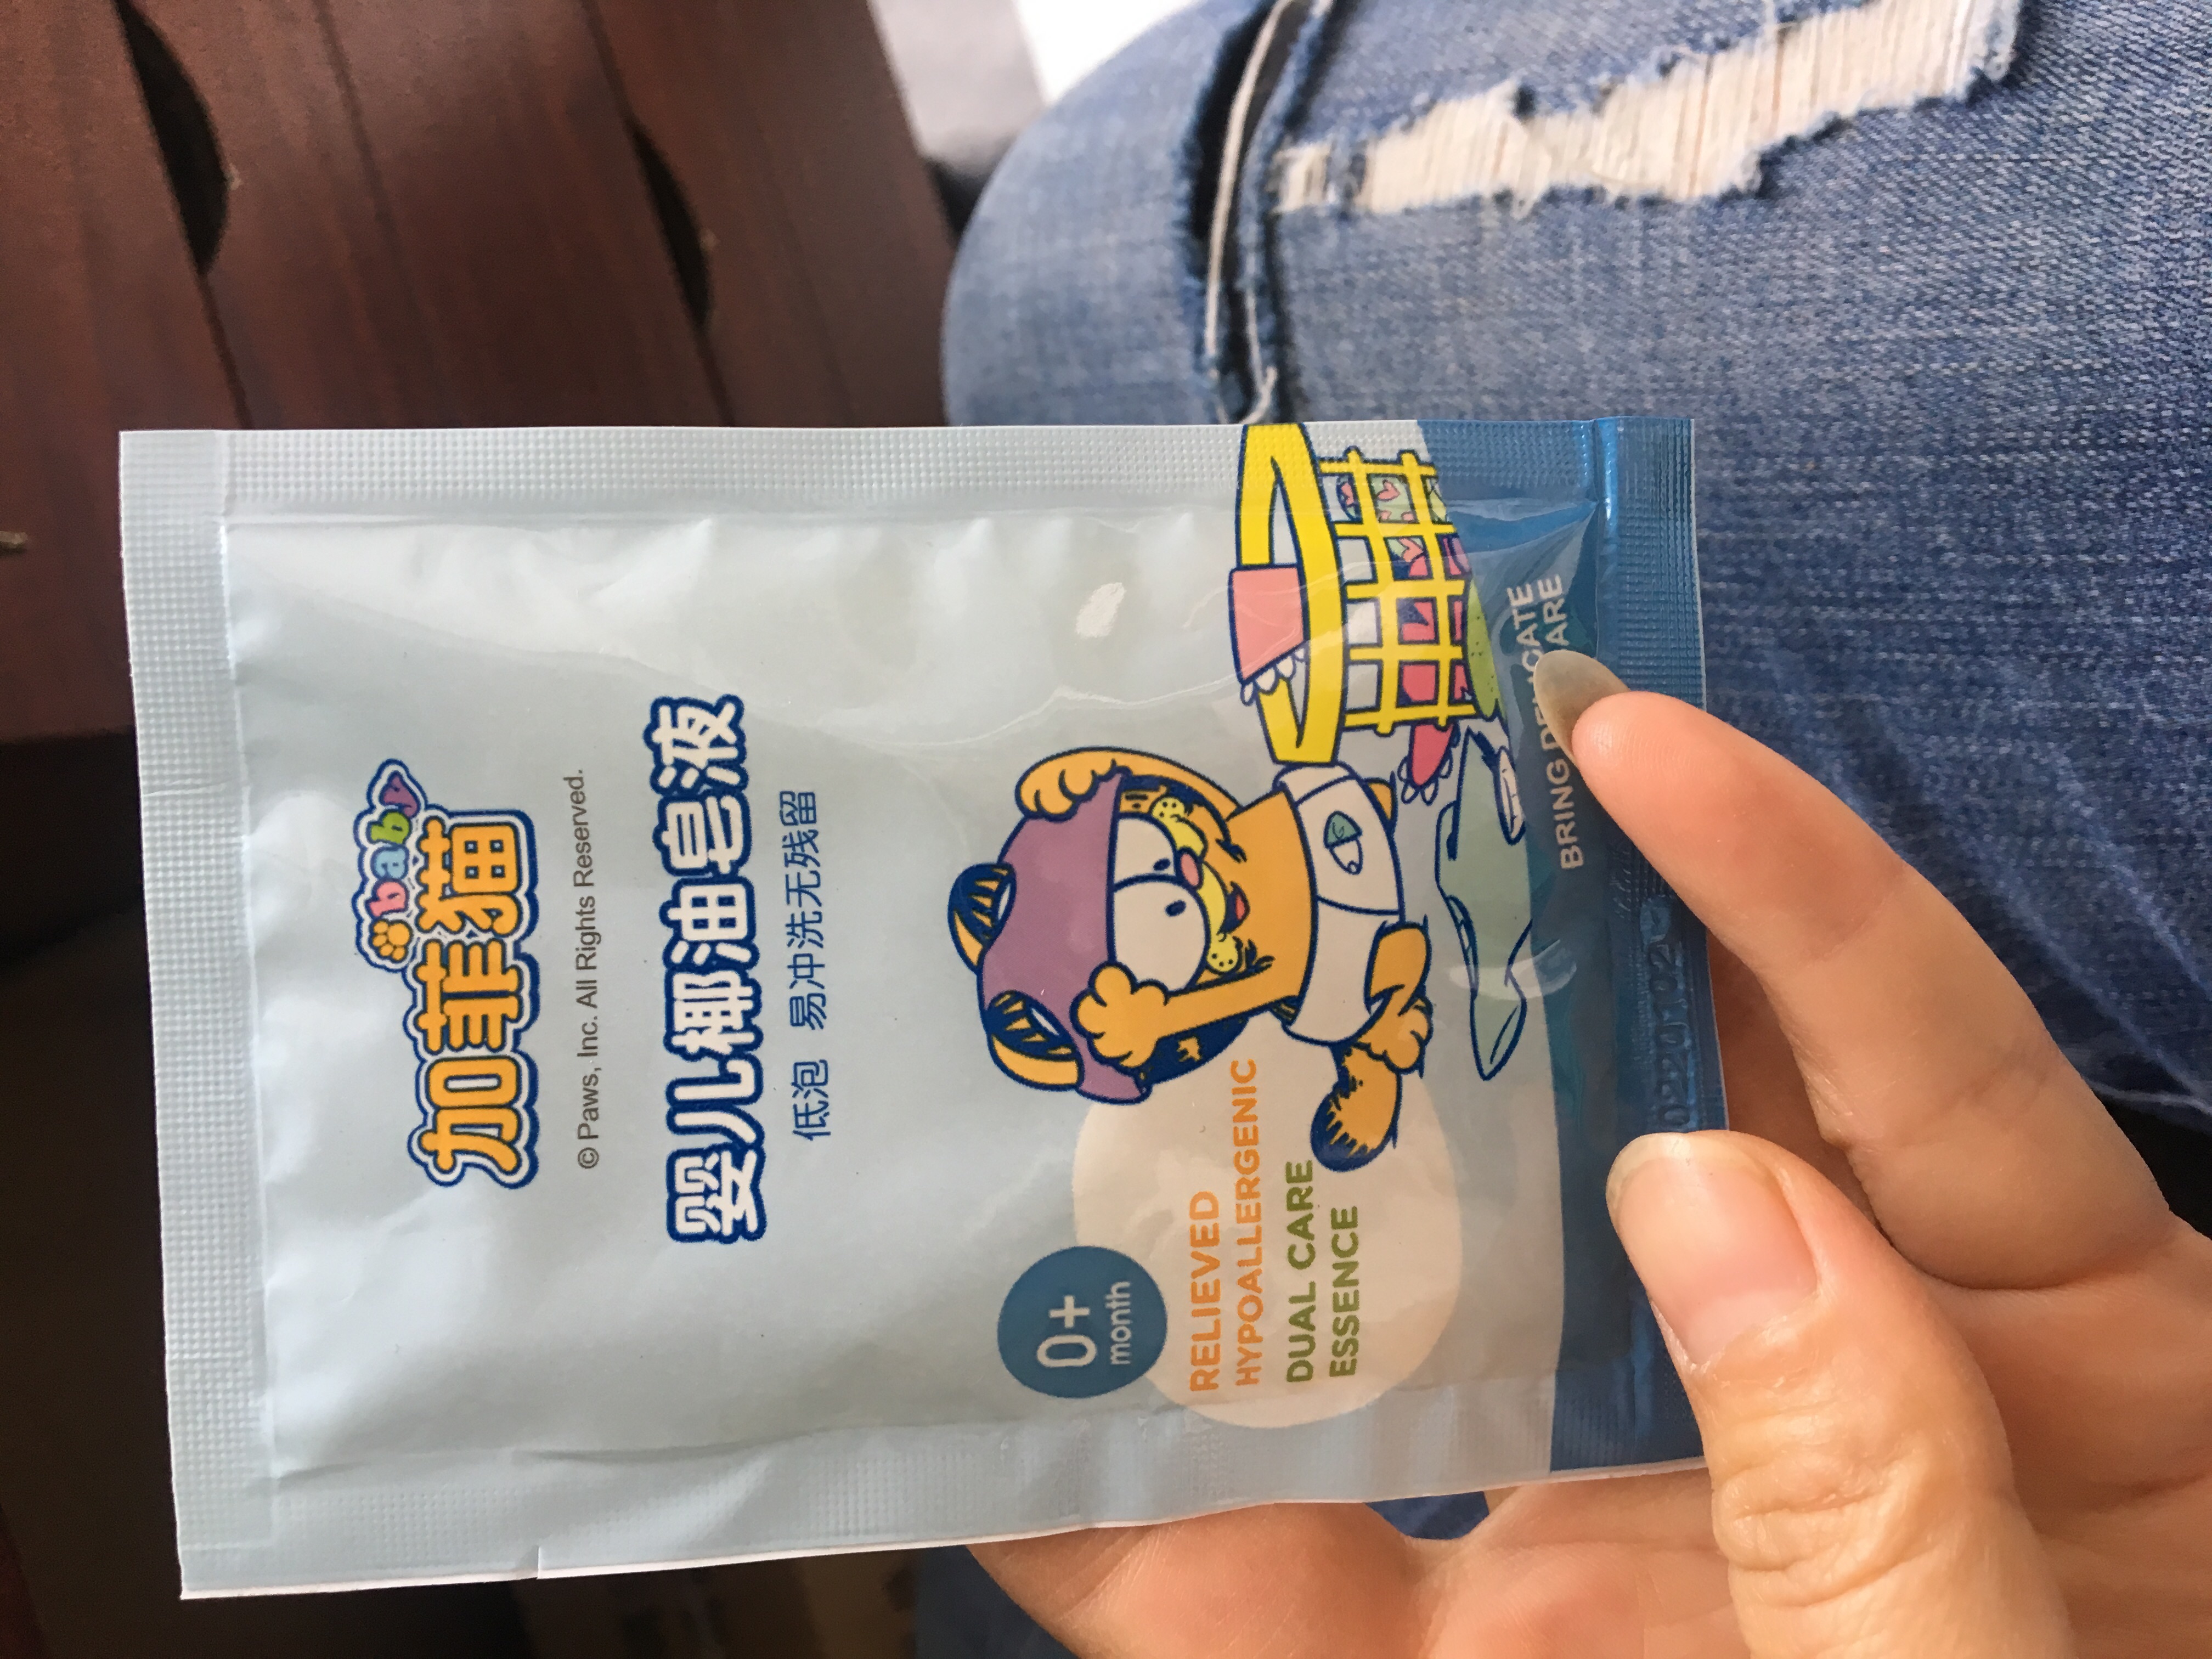 baby
加菲猫
© Paws, Inc. All Rights Reserved.
婴儿椰油皂液
低泡 易冲洗无残留
0+
month
RELIEVED
HYPOALLERGENIC
DUAL CARE
ESSENCE
BRING
CARE